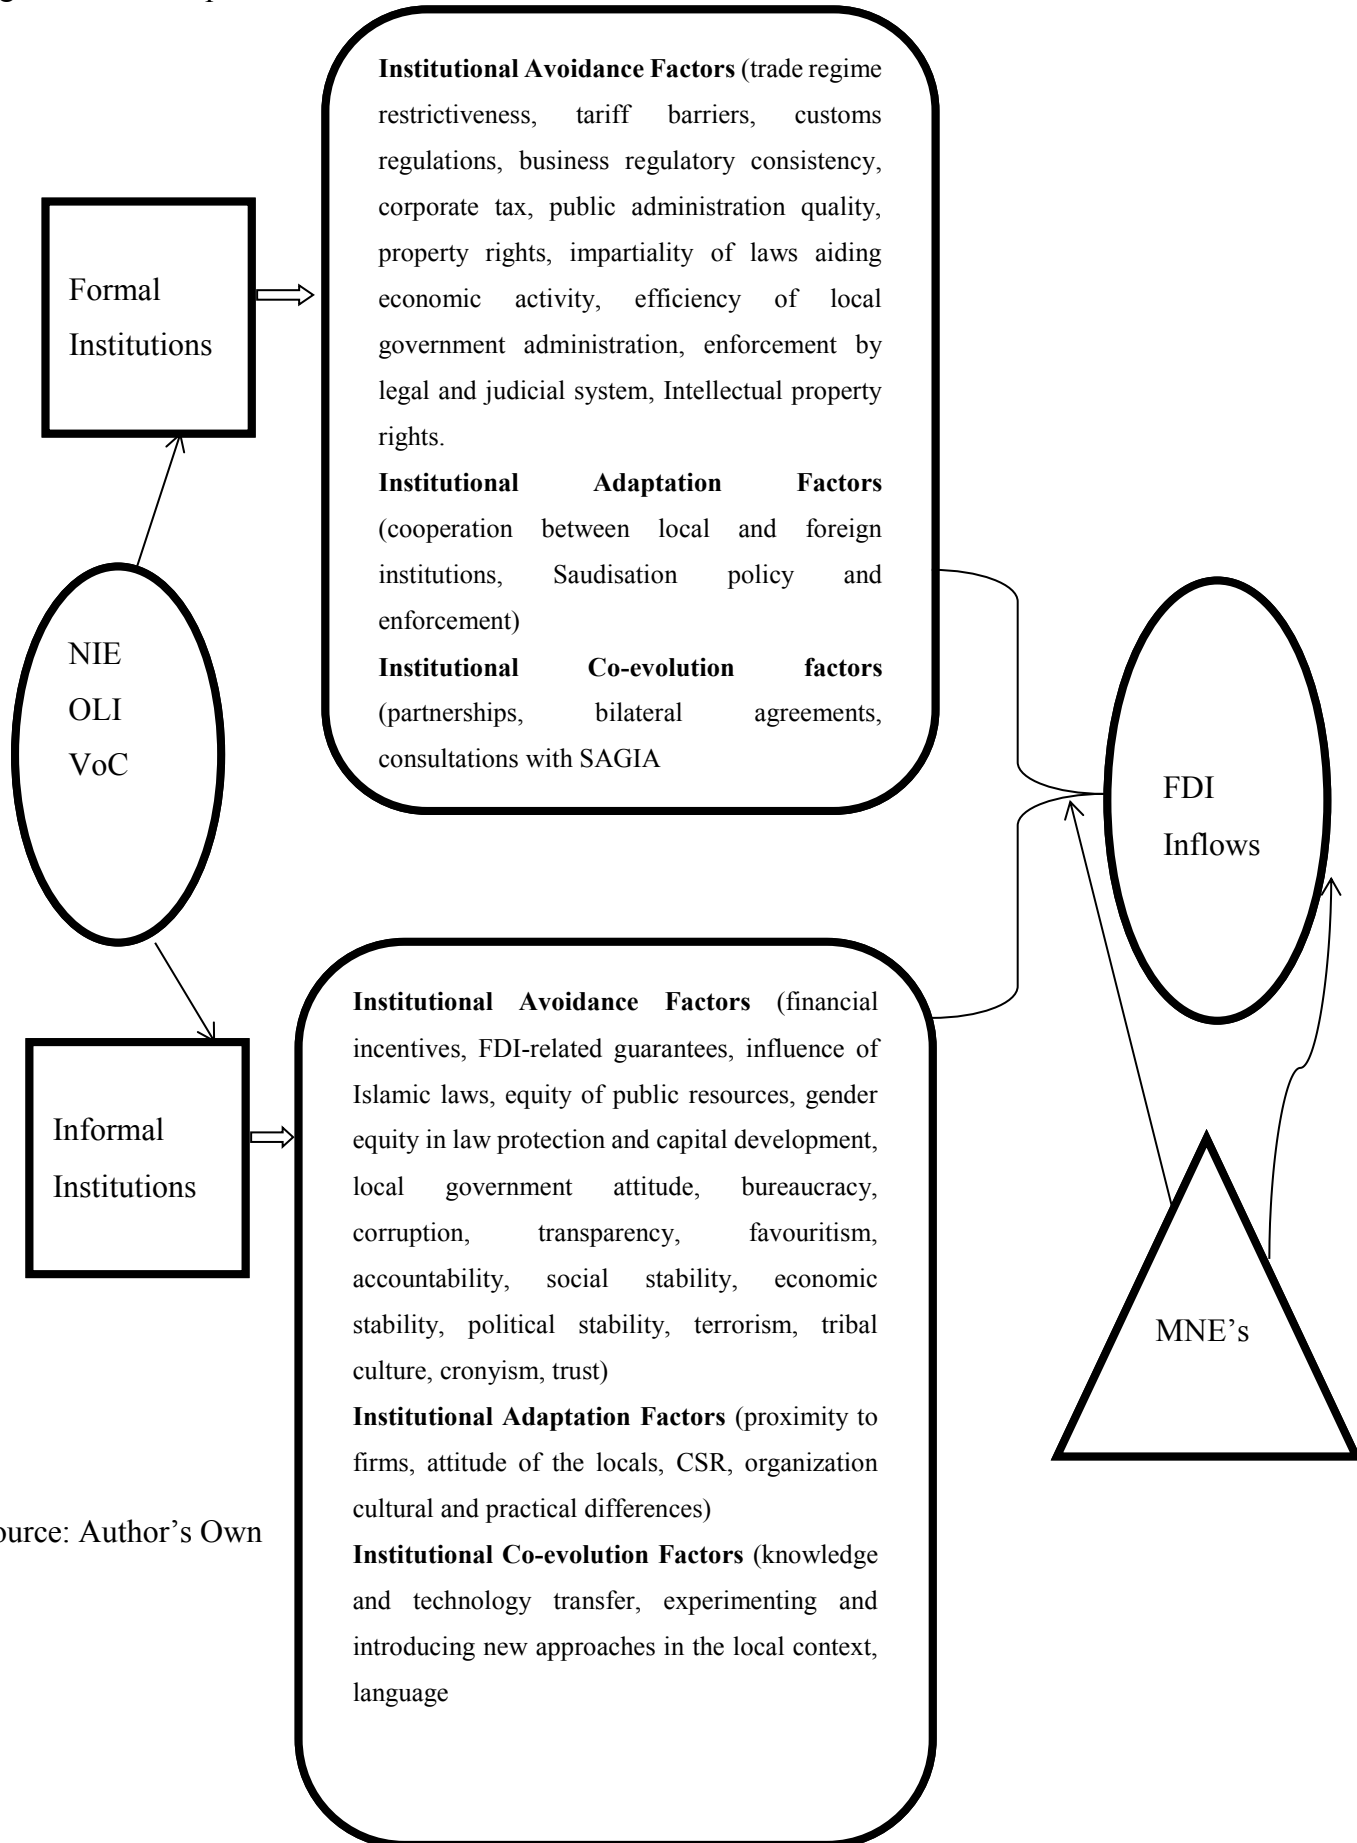 Institutional Avoidance Factors (trade regime
restrictiveness, tariff barriers, customs
regulations, business regulatory consistency,
corporate tax, public administration quality,
property rights, impartiality of laws aiding
economic activity, efficiency of local
government administration, enforcement by
legal and judicial system, Intellectual property
rights.
Institutional Adaptation Factors
(cooperation between local and foreign
institutions, Saudisation policy and
enforcement)
Institutional Co-evolution factors
(partnerships, bilateral agreements,
consultations with SAGIA
Formal
Institutions
NIE
OLI
VoC
FDI
Inflows
Informal
Institutions
Institutional Avoidance Factors (financial
incentives, FDI-related guarantees, influence of
Islamic laws, equity of public resources, gender
equity in law protection and capital development,
local government attitude, bureaucracy,
corruption, transparency, favouritism,
accountability, social stability, economic
stability, political stability, terrorism, tribal
culture, cronyism, trust)
Institutional Adaptation Factors (proximity to
firms, attitude of the locals, CSR, organization
cultural and practical differences)
Institutional Co-evolution Factors (knowledge
and technology transfer, experimenting and
introducing new approaches in the local context,
language
MNE’s
ource: Author’s Own